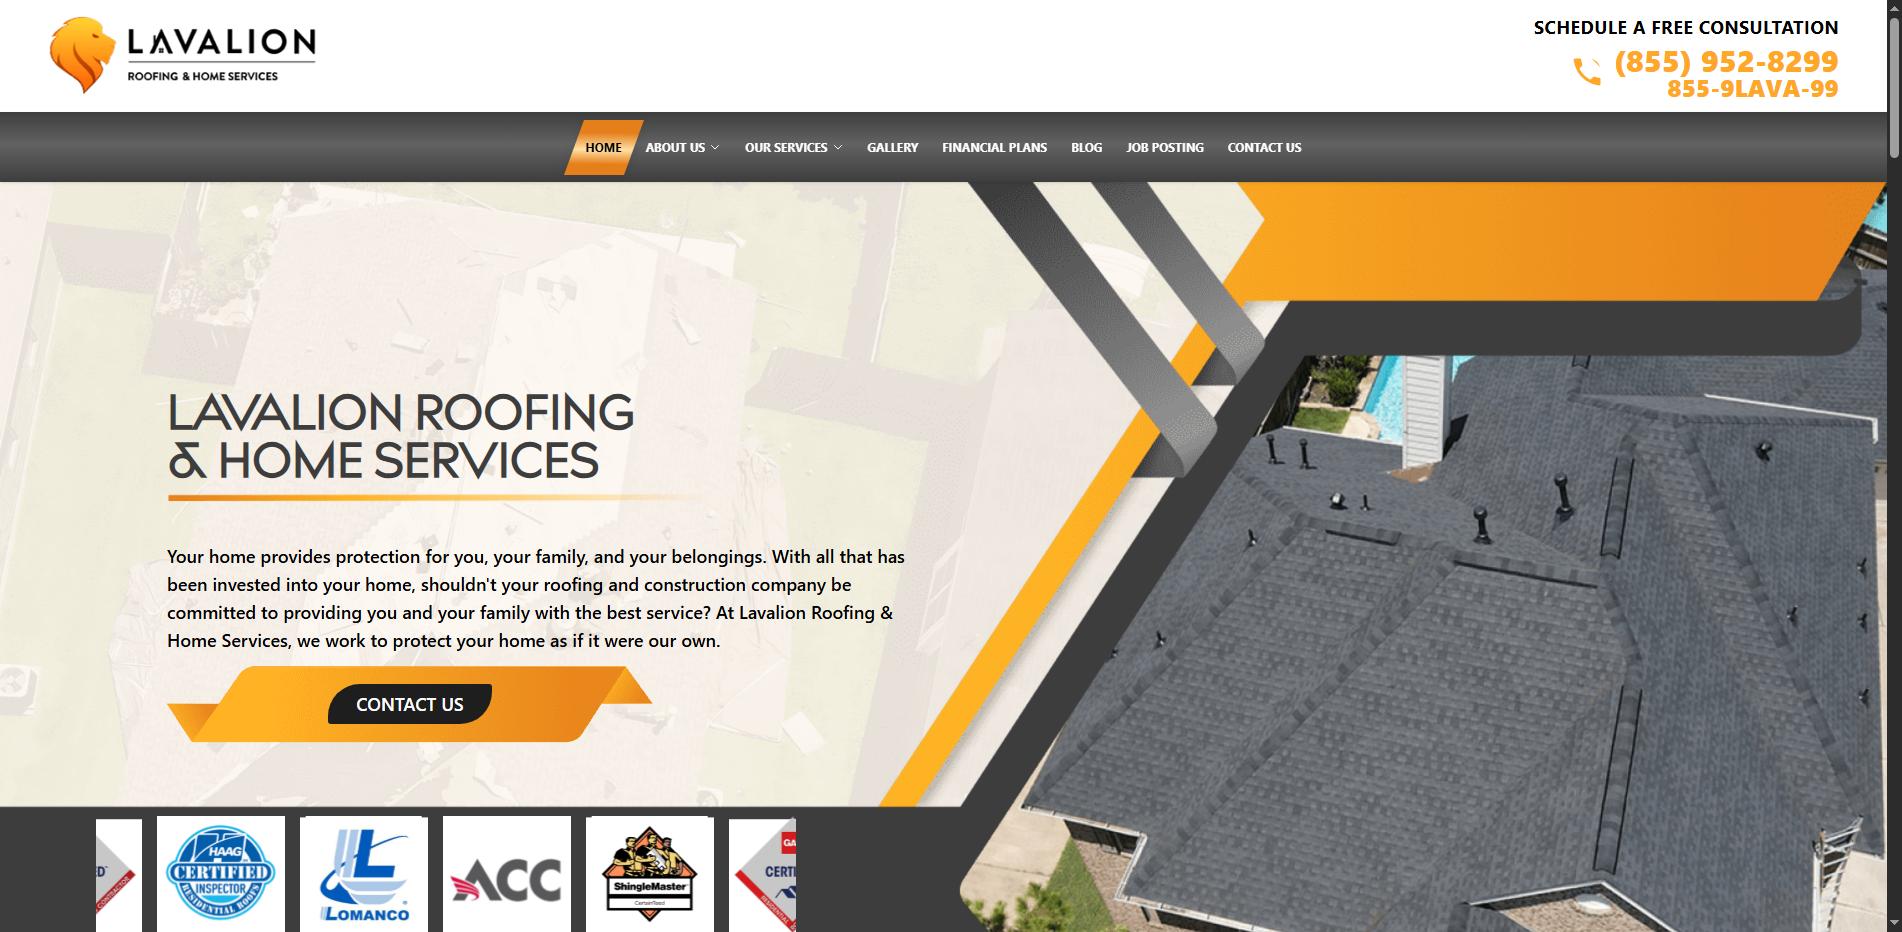 LAVALION
ROOFING & HOME SERVICES
SCHEDULE A FREE CONSULTATION
(855) 952-8299
855-9LAVA-99
HOME
ABOUT US
OUR SERVICES
GALLERY
FINANCIAL PLANS
BLOG
JOB POSTING
CONTACT US
LAVALION ROOFING
& HOME SERVICES
Your home provides protection for you, your family, and your belongings. With all that has
been invested into your home, shouldn't your roofing and construction company be
committed to providing you and your family with the best service? At Lavalion Roofing &
Home Services, we work to protect your home as if it were our own.
CONTACT US
CONTRACTOR
HAAG
CERTIFIED
INSPECTOR
RESIDENTIAL ROOFS
LOMANCO
ACC
ShingleMaster
CertainTeed
GA
CERTI